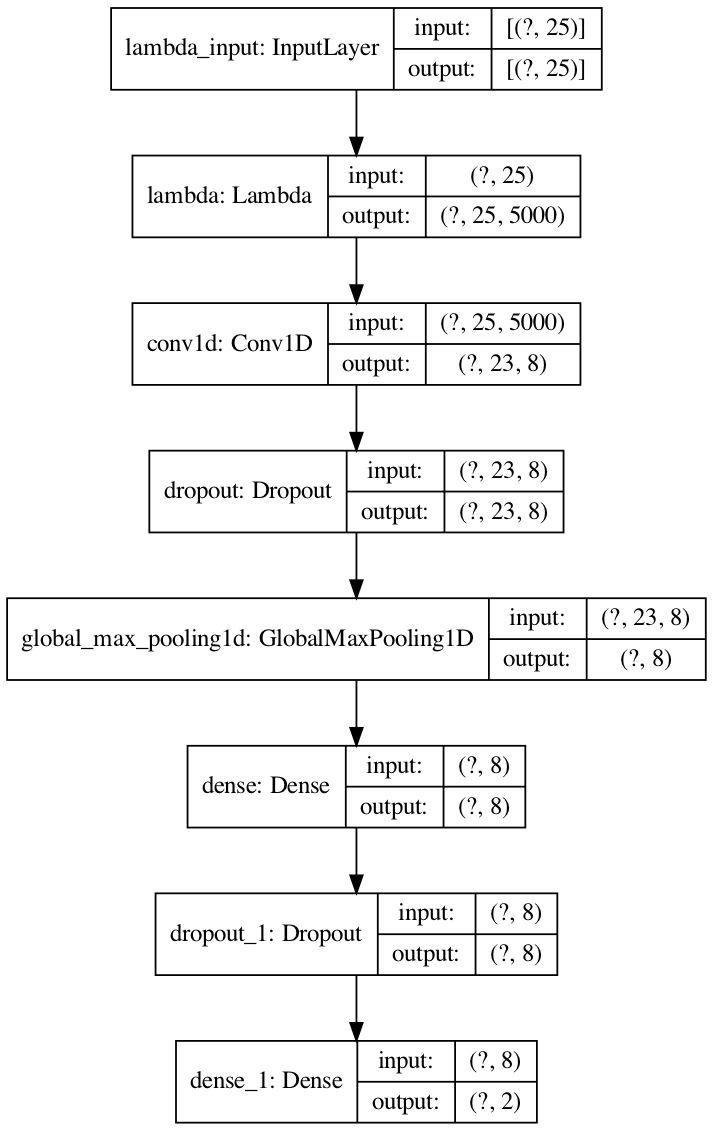 lambda_input: InputLayer
input: [(?, 25)]
output: [(?, 25)]
lambda: Lambda
input: (?, 25)
output: (?, 25, 5000)
conv1d: Conv1D
input: (?, 25, 5000)
output: (?, 23, 8)
dropout: Dropout
input: (?, 23, 8)
output: (?, 23, 8)
global_max_pooling1d: GlobalMaxPooling1D
input: (?, 23, 8)
output: (?, 8)
dense: Dense
input: (?, 8)
output: (?, 8)
dropout_1: Dropout
input: (?, 8)
output: (?, 8)
dense_1: Dense
input: (?, 8)
output: (?, 2)